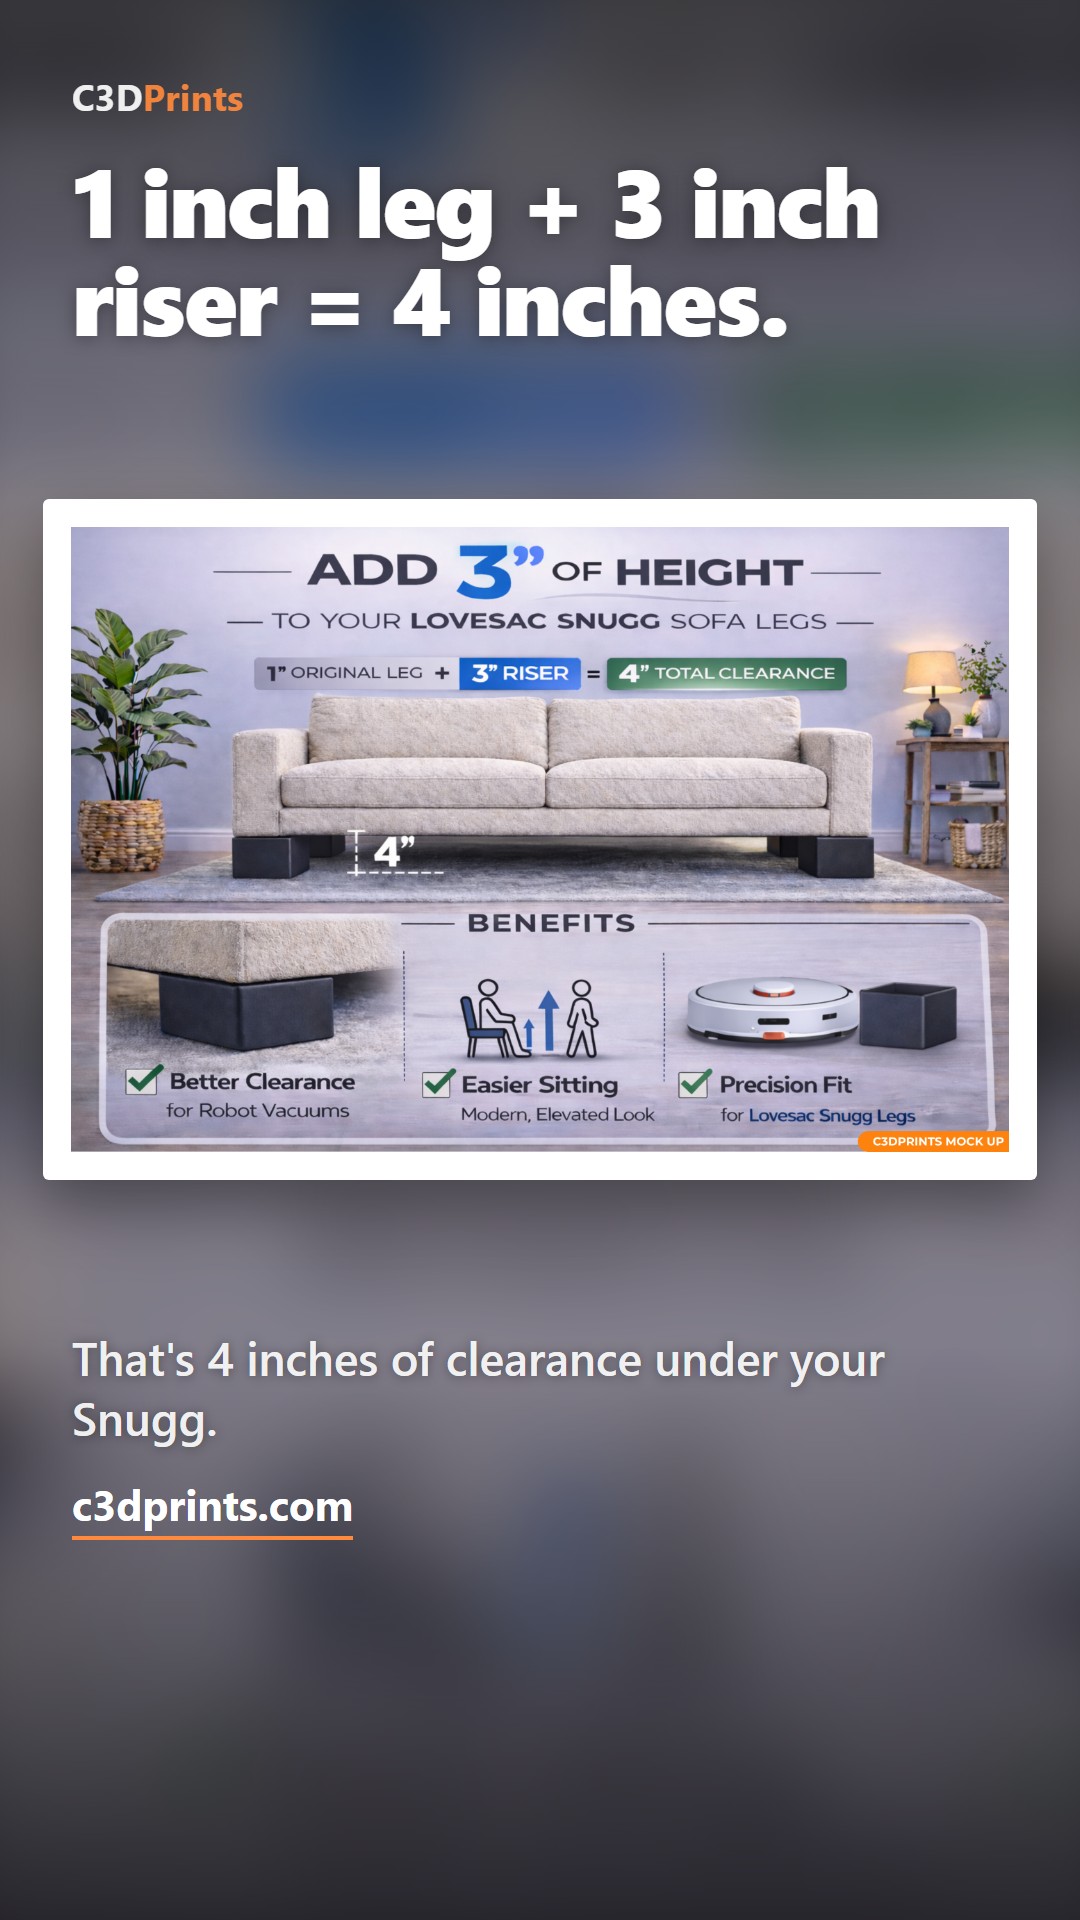 C3DPrints
1 inch leg + 3 inch
riser = 4 inches.
ADD 3” OF HEIGHT
TO YOUR LOVESAC SNUGG SOFA LEGS
1” ORIGINAL LEG + 3” RISER = 4” TOTAL CLEARANCE
4”
BENEFITS
Better Clearance
for Robot Vacuums
Easier Sitting
Modern, Elevated Look
Precision Fit
for Lovesac Snugg Legs
C3DPRINTS MOCK UP
That's 4 inches of clearance under your
Snugg.
c3dprints.com